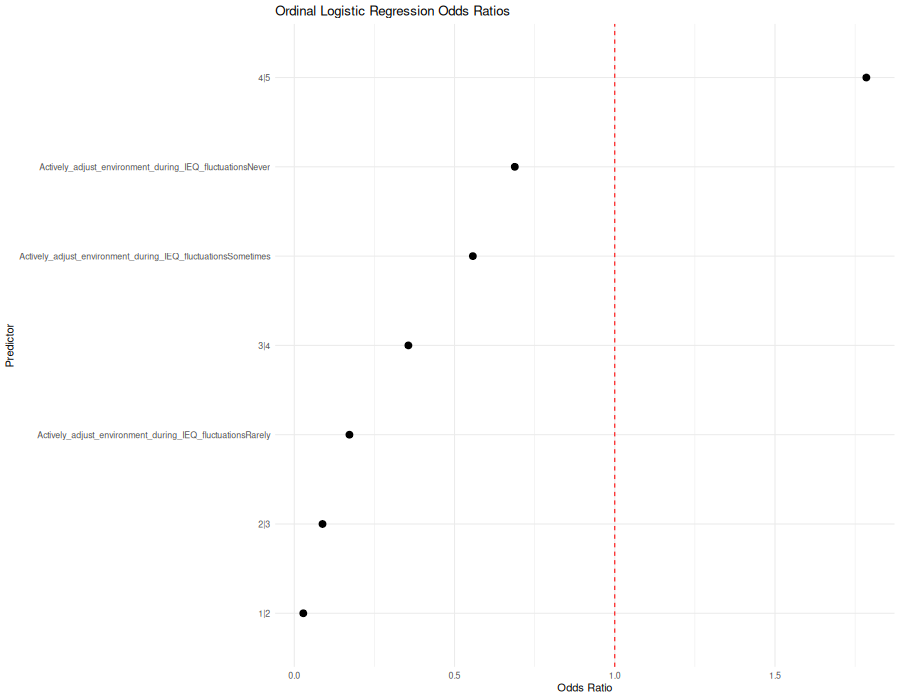 Ordinal Logistic Regression Odds Ratios
4|5
Actively_adjust_environment_during_IEQ_fluctuationsNever
Actively_adjust_environment_during_IEQ_fluctuationsSometimes
3|4
Actively_adjust_environment_during_IEQ_fluctuationsRarely
2|3
1|2
Predictor
0.0 0.5 1.0 1.5
Odds Ratio